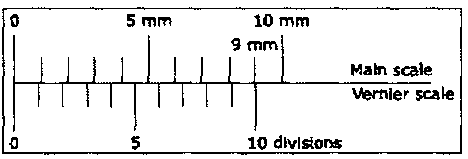 0 5 mm 10 mm
9 mm
Main scale
Vernier scale
0 5 10 divisions